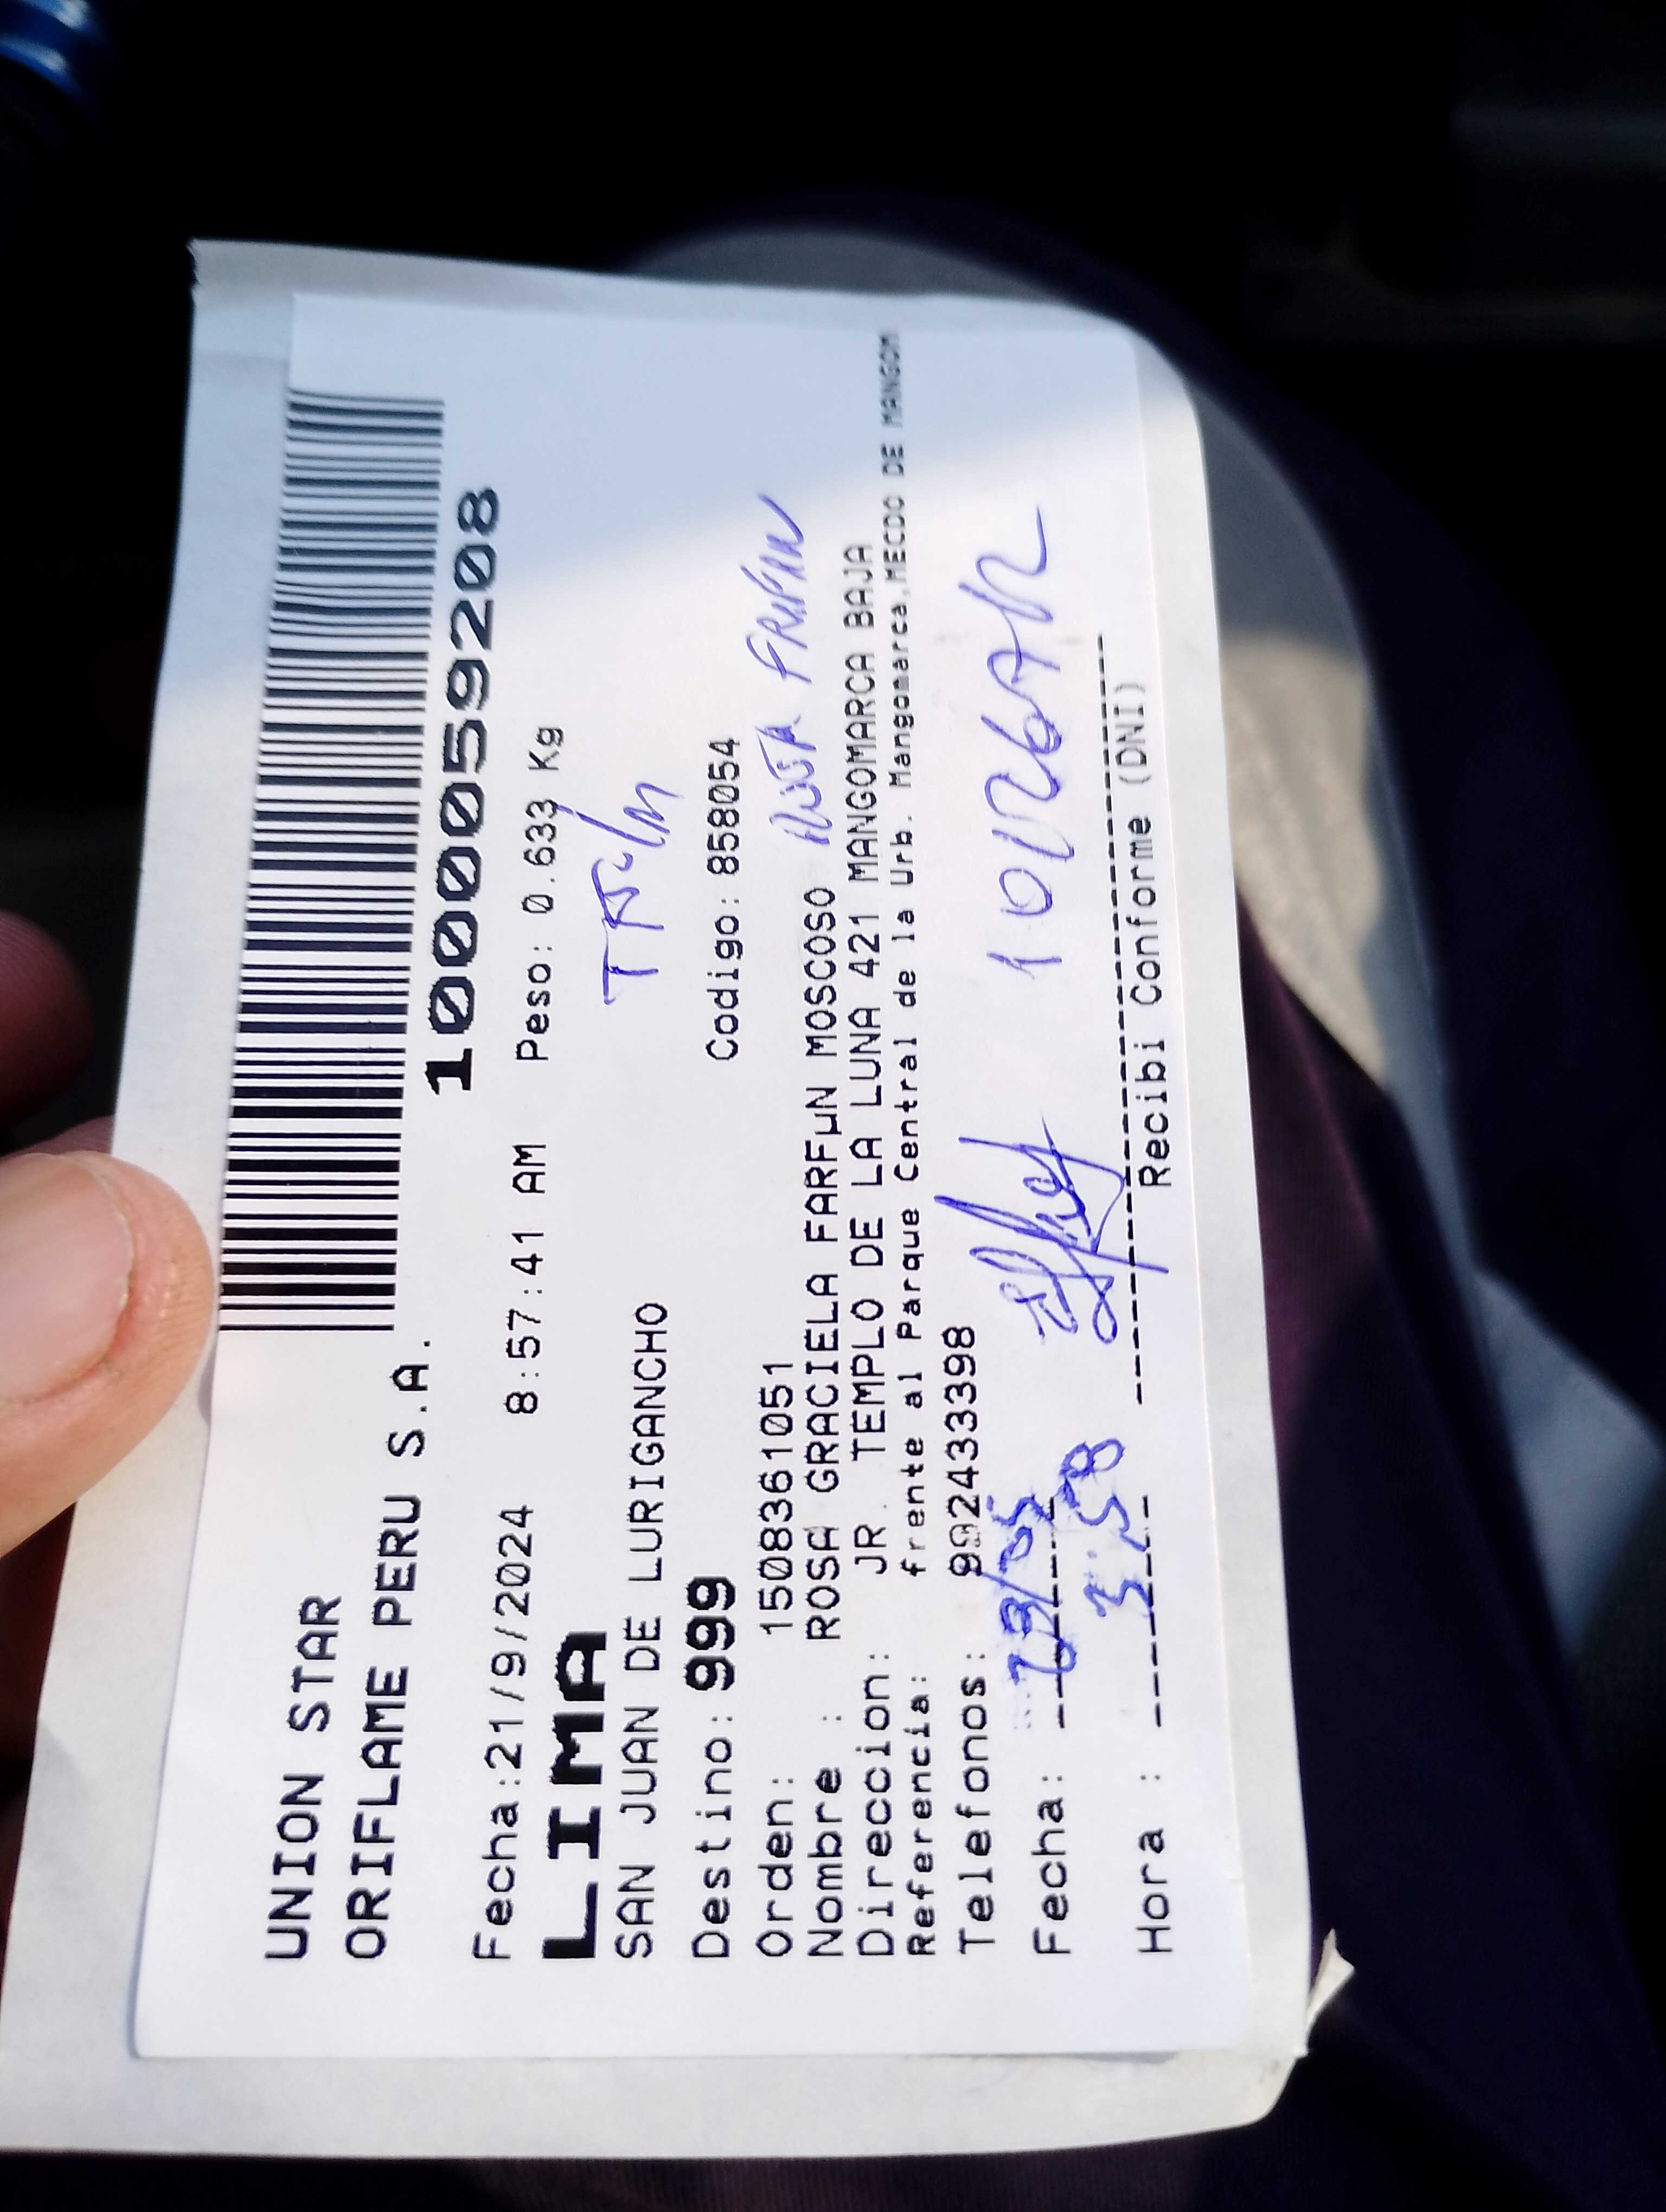 UNION STAR
ORIFLAME PERU S.A.
1000059208
Fecha:21/9/2024 8:57:41 AM Peso: 0.633 Kg
LIMA
SAN JUAN DE LURIGANCHO
Destino: 999 Codigo: 858054
Orden: 1508361051
Nombre : ROSA GRACIELA FARFµN MOSCOSO
Direccion: JR. TEMPLO DE LA LUNA 421 MANGOMARCA BAJA
Referencia: frente al Parque Central de la Urb. Mangomarca,MECDO DE MANGOM
Telefonos: 992433398
Fecha:
Hora : 3:58
Recibi Conforme (DNI)